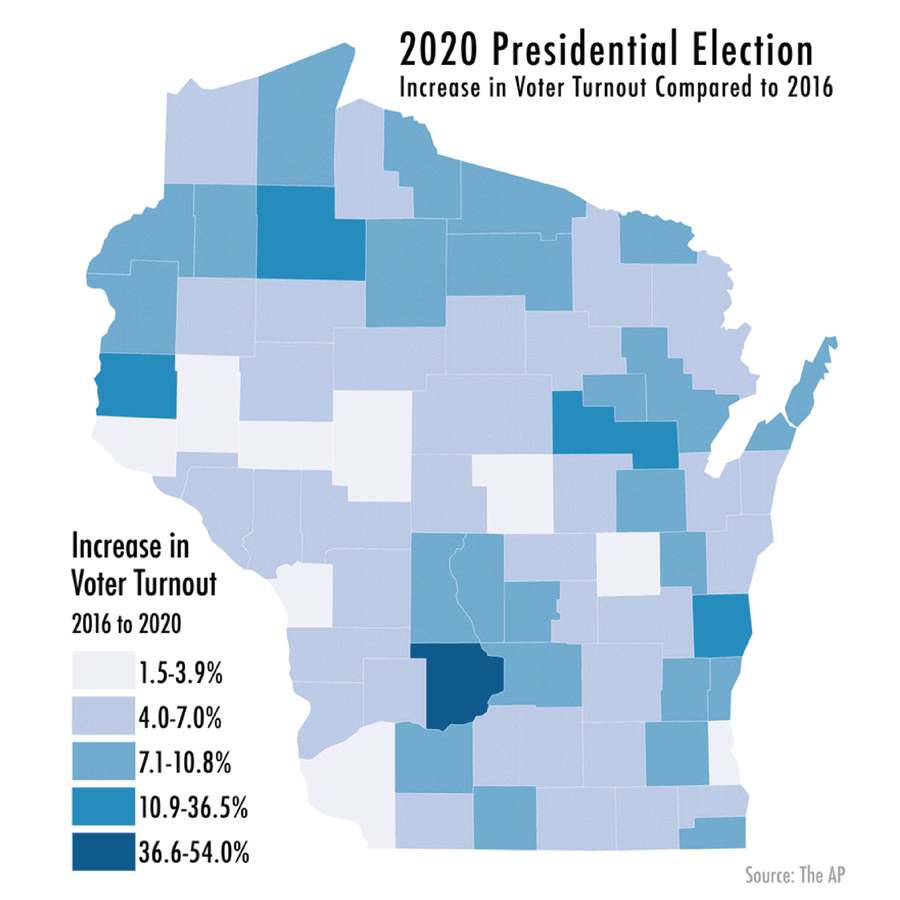 2020 Presidential Election
Increase in Voter Turnout Compared to 2016
Increase in
Voter Turnout
2016 to 2020
1.5-3.9%
4.0-7.0%
7.1-10.8%
10.9-36.5%
36.6-54.0%
Source: The AP